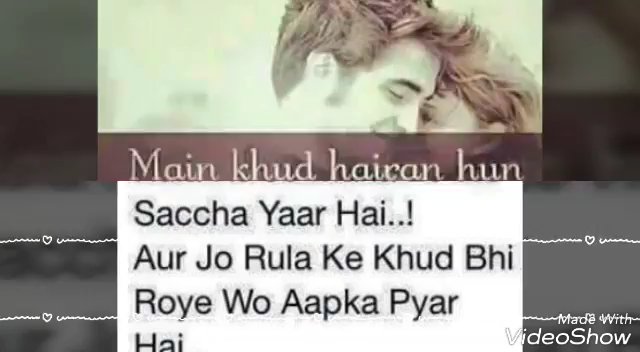 Main khud hairan hun
Saccha Yaar Hai..!
Aur Jo Rula Ke Khud Bhi
Roye Wo Aapka Pyar
Hai..
Made With
VideoShow